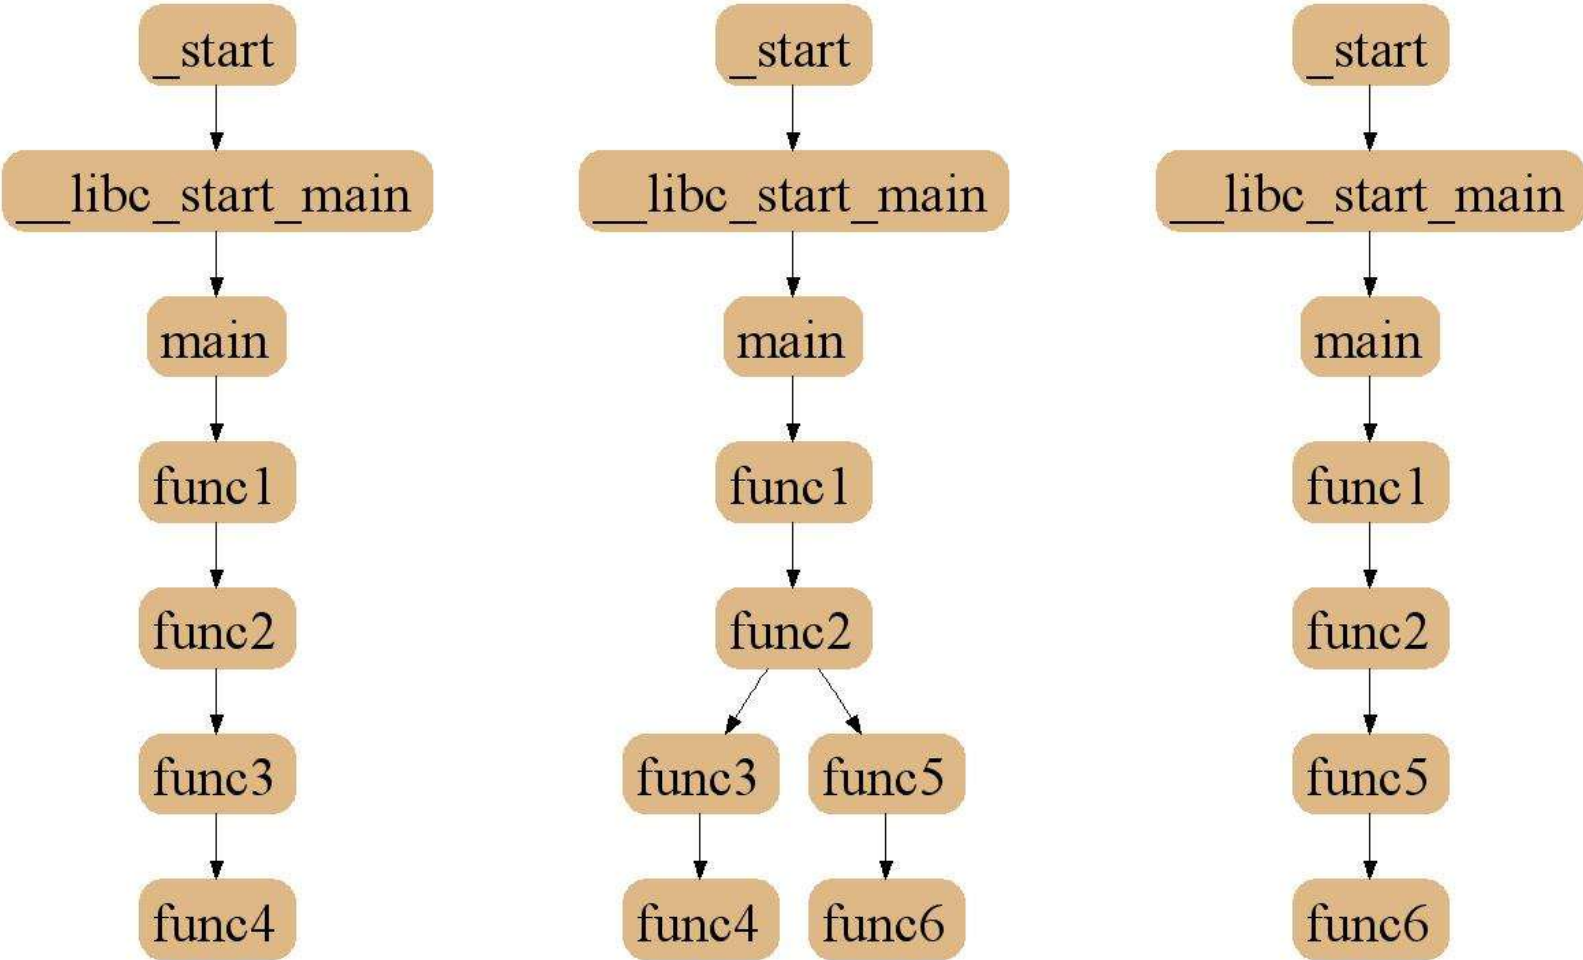 _start
__libc_start_main
main
func1
func2
func3
func4
_start
__libc_start_main
main
func1
func2
func3
func5
func4
func6
_start
__libc_start_main
main
func1
func2
func5
func6